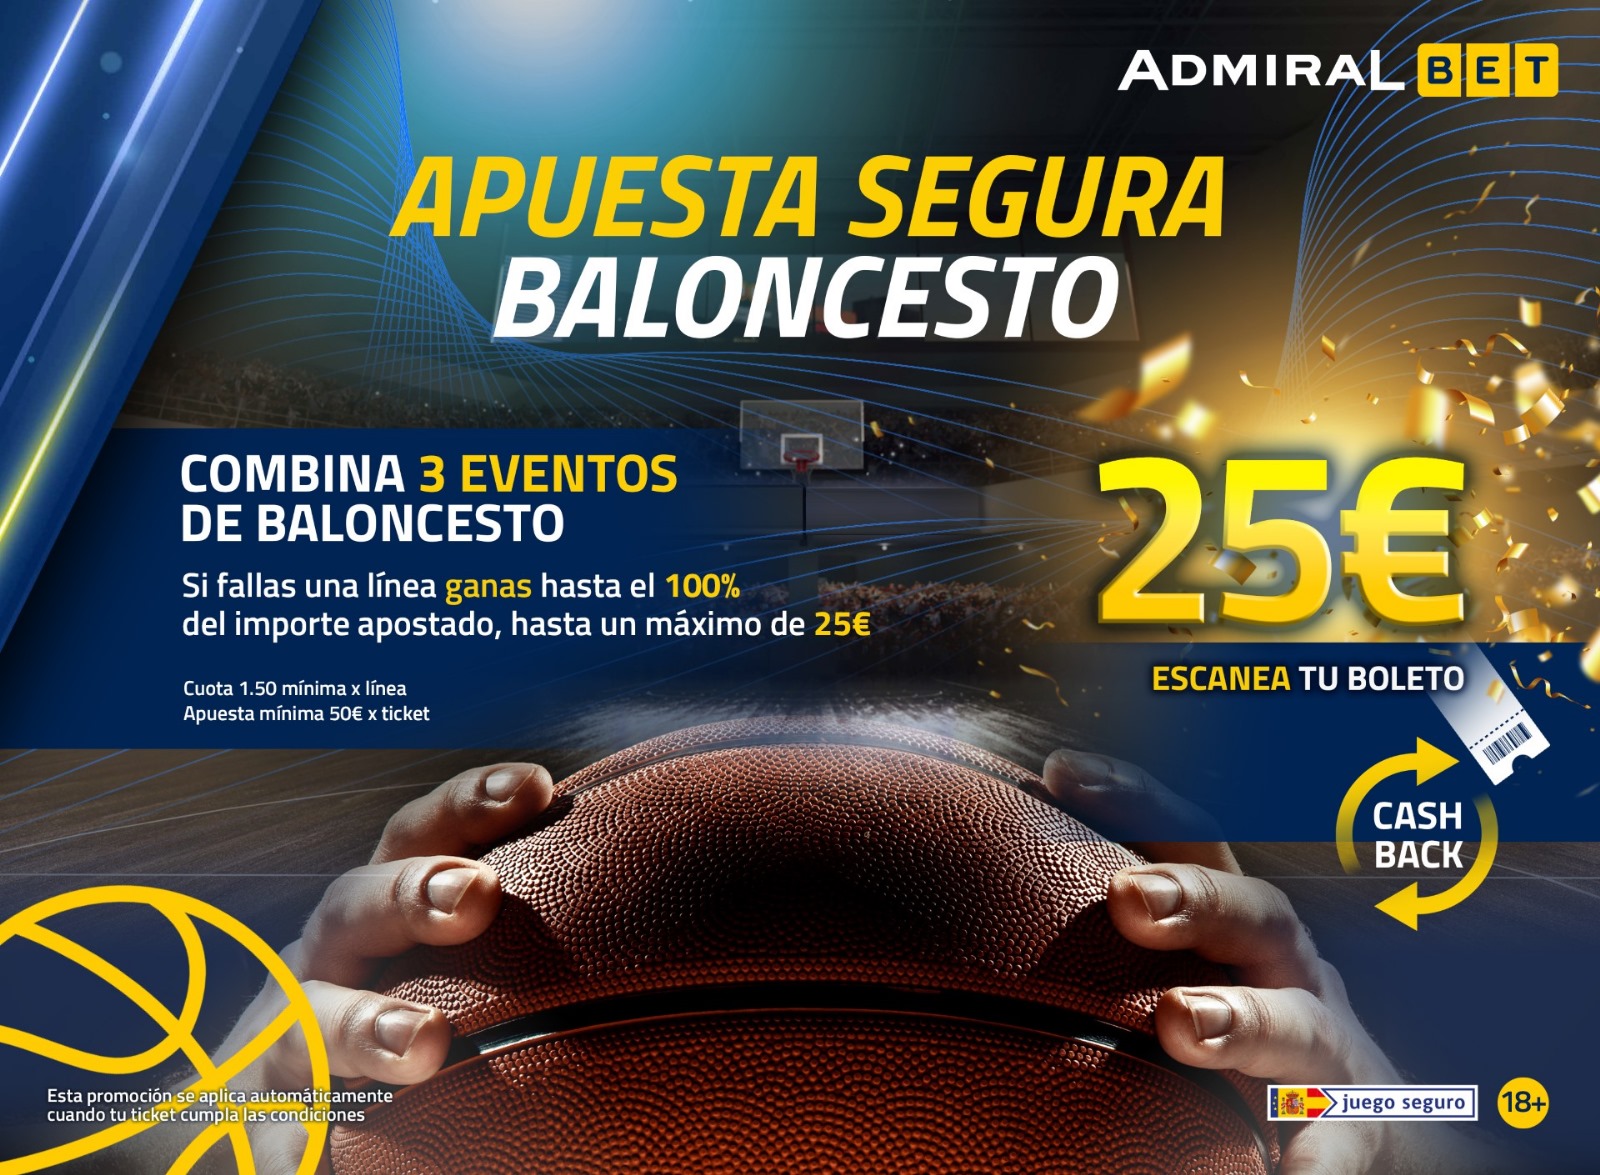 ADMIRALBET
APUESTA SEGURA
BALONCESTO
COMBINA 3 EVENTOS
DE BALONCESTO
Si fallas una línea ganas hasta el 100%
del importe apostado, hasta un máximo de 25€
Cuota 1.50 mínima x línea
Apuesta mínima 50€ x ticket
25€
ESCANEA TU BOLETO
CASH
BACK
Esta promoción se aplica automáticamente
cuando tu ticket cumpla las condiciones
juego seguro
18+